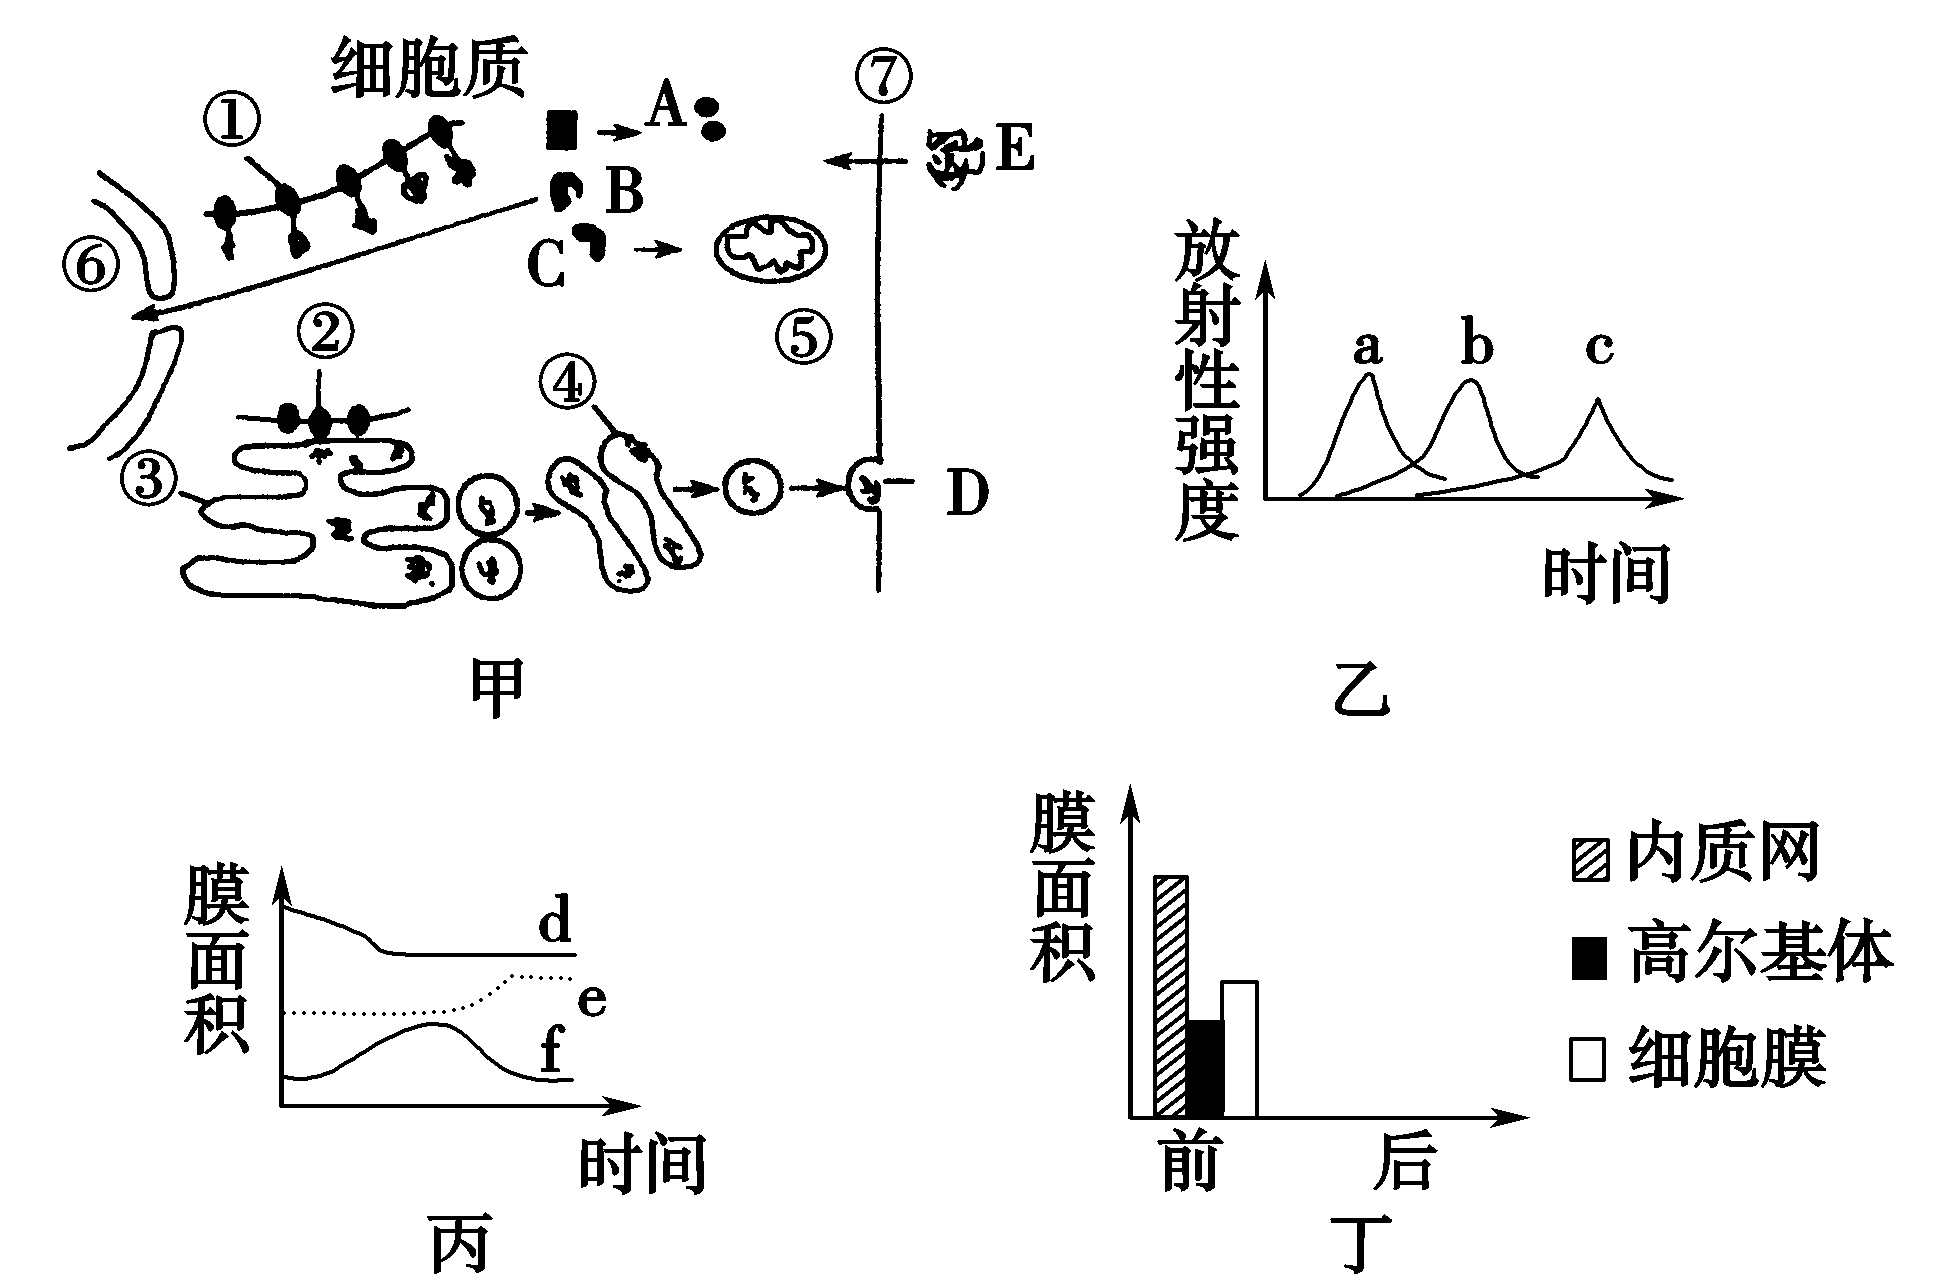 细胞质
①
A
⑦
E
B
C
⑥
②
⑤
④
③
D
甲
放射性强度
a
b
c
时间
乙
膜面积
d
e
f
时间
丙
膜面积
前
后
内质网
高尔基体
细胞膜
丁